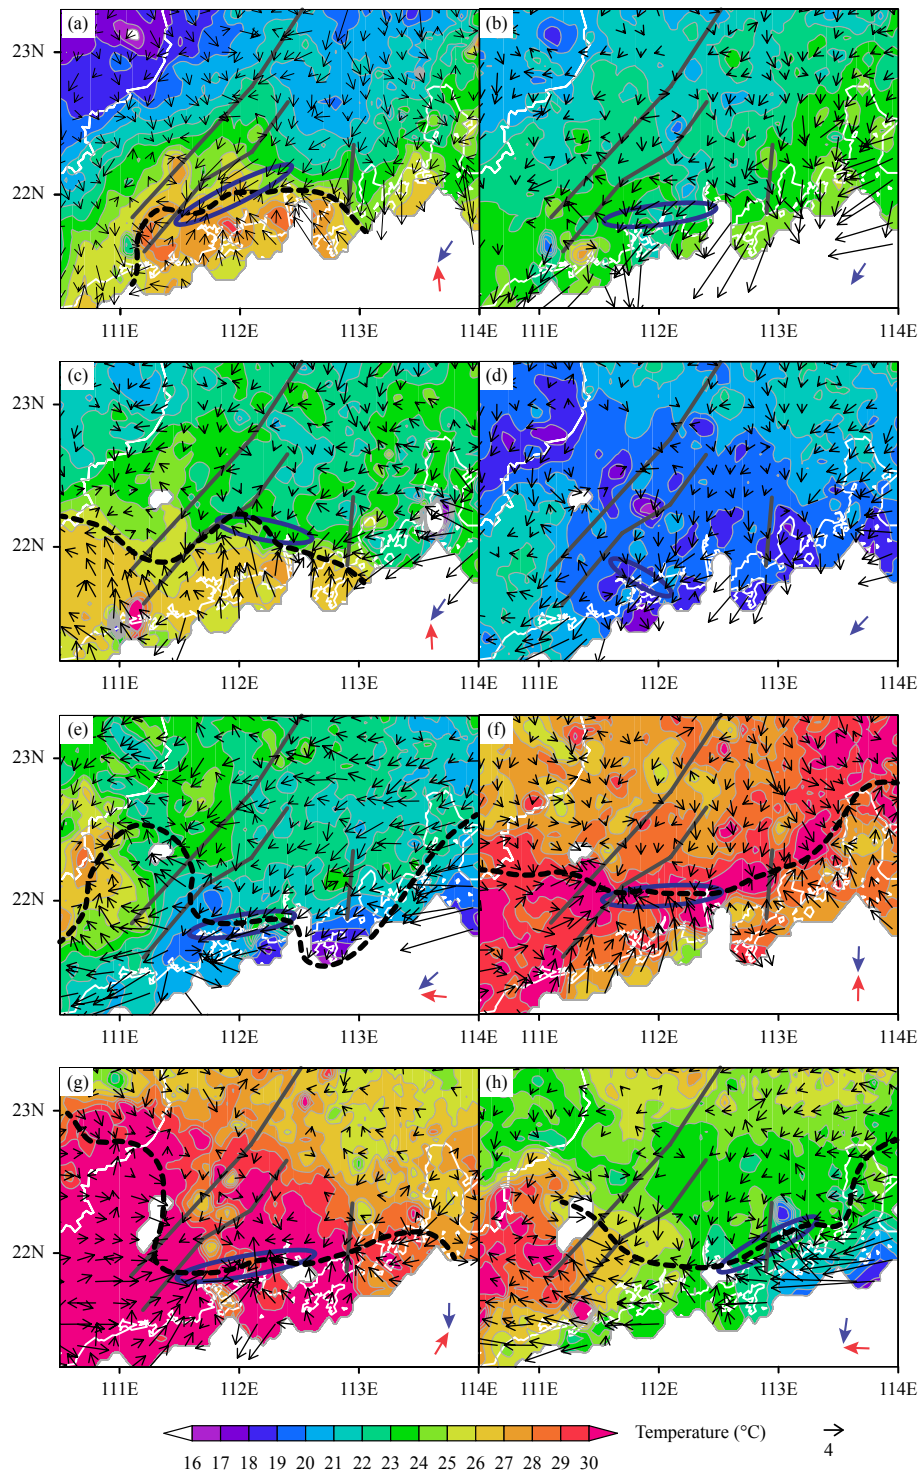 (a) (b)
23N
22N
111E 112E 113E 114E 111E 112E 113E 114E
(c) (d)
23N
22N
111E 112E 113E 114E 111E 112E 113E 114E
(e) (f)
23N
22N
111E 112E 113E 114E 111E 112E 113E 114E
(g) (h)
23N
22N
111E 112E 113E 114E 111E 112E 113E 114E
Temperature (°C)
16 17 18 19 20 21 22 23 24 25 26 27 28 29 30
4